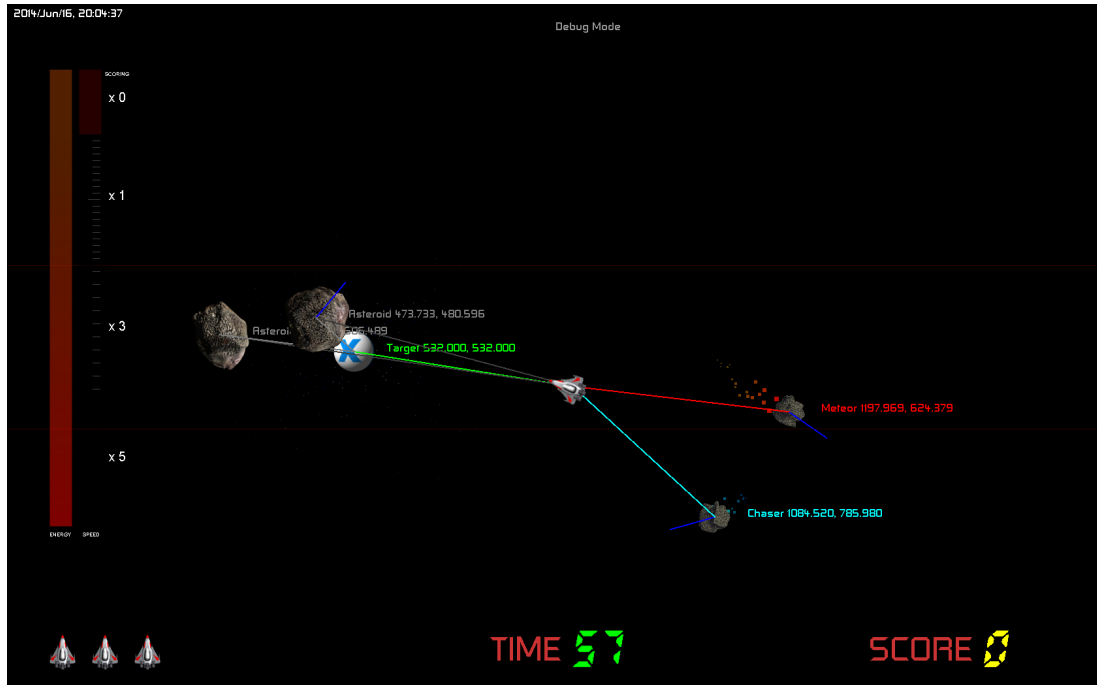 2014/Jun/16, 20:04:37
Debug Mode
SCORING
x 0
x 1
x 3
x 5
Asteroid 473.733, 480.596
Target 532.000, 532.000
Meteor 1197.969, 624.379
Chaser 1084.520, 785.980
ENERGY SPEED
TIME 57
SCORE 0